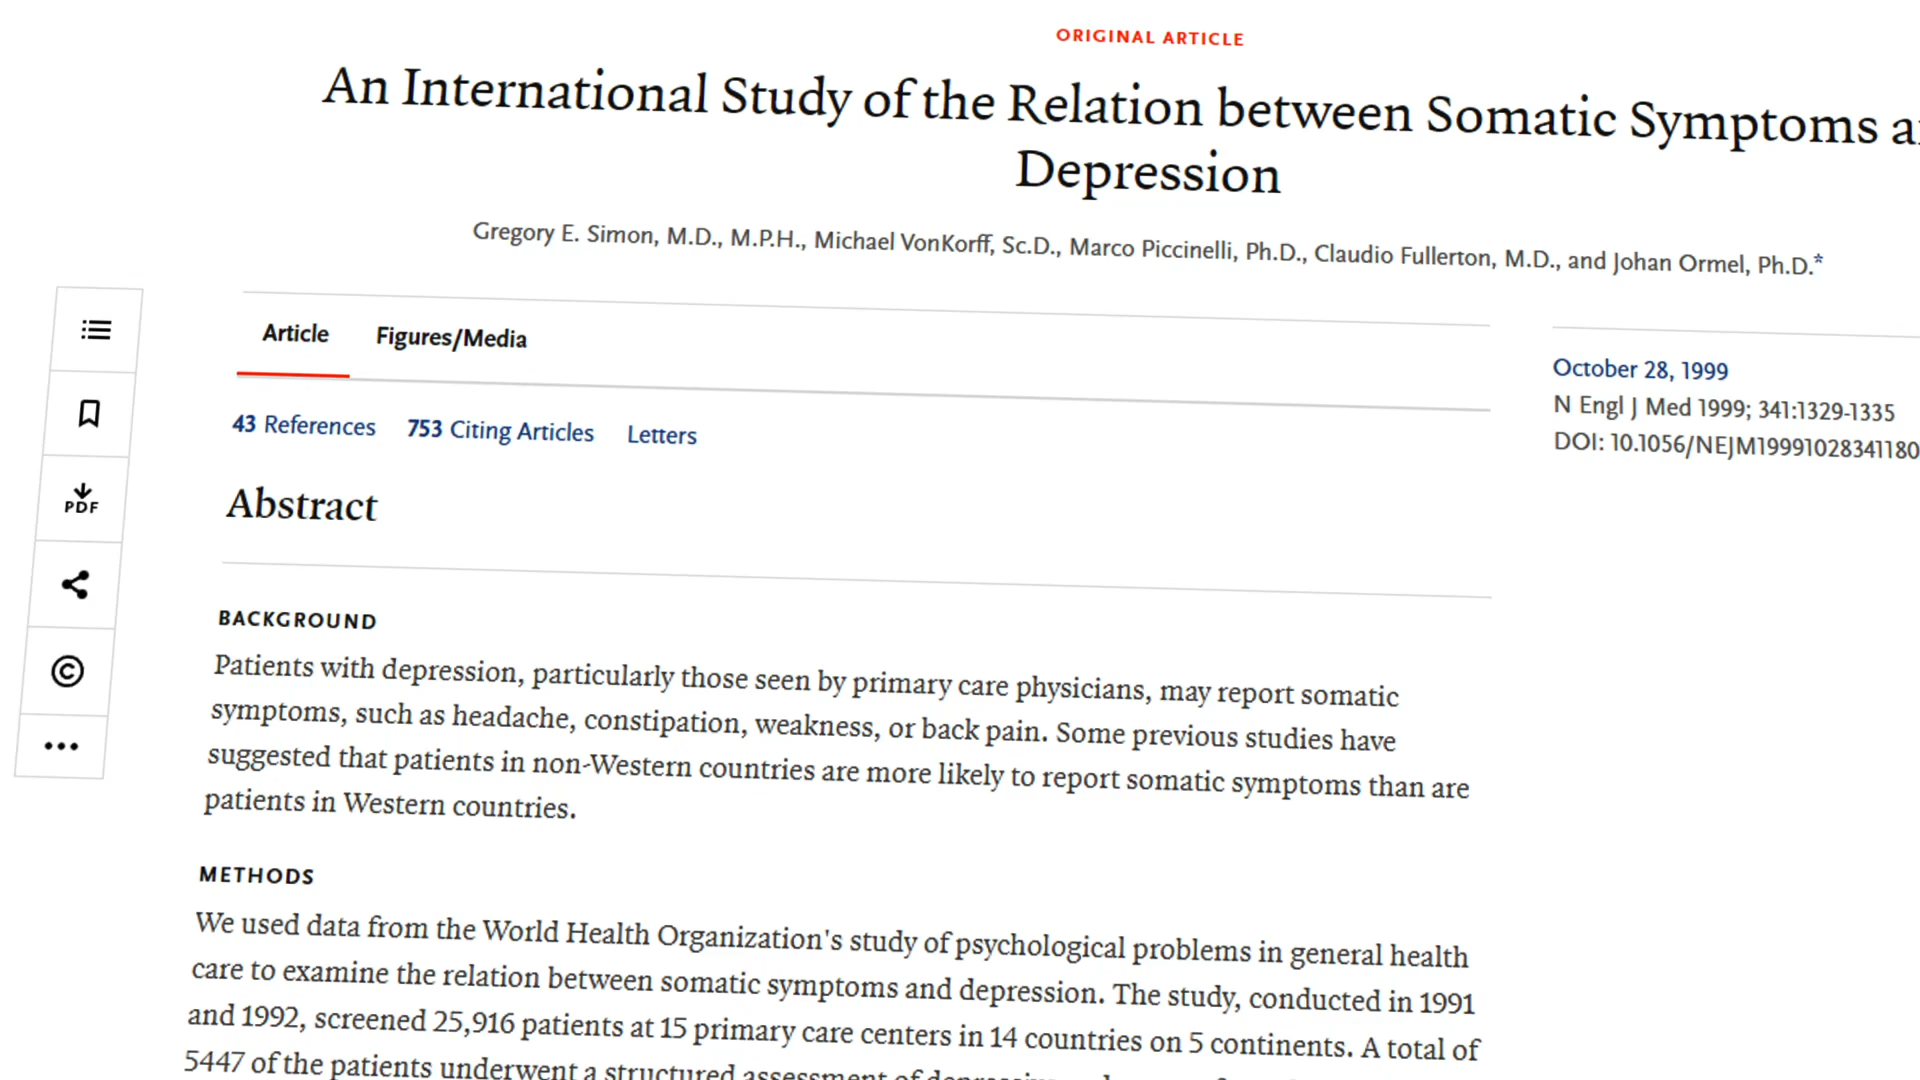 ORIGINAL ARTICLE
An International Study of the Relation between Somatic Symptoms
Depression
Gregory E. Simon, M.D., M.P.H., Michael VonKorff, Sc.D., Marco Piccinelli, Ph.D., Claudio Fullerton, M.D., and Johan Ormel, Ph.D.*
Article Figures/Media
October 28, 1999
N Engl J Med 1999; 341:1329-1335
DOI: 10.1056/NEJM19991028341180
43 References 753 Citing Articles Letters
PDF
Abstract
BACKGROUND
Patients with depression, particularly those seen by primary care physicians, may report somatic
symptoms, such as headache, constipation, weakness, or back pain. Some previous studies have
suggested that patients in non-Western countries are more likely to report somatic symptoms than are
patients in Western countries.
METHODS
We used data from the World Health Organization's study of psychological problems in general health
care to examine the relation between somatic symptoms and depression. The study, conducted in 1991
and 1992, screened 25,916 patients at 15 primary care centers in 14 countries on 5 continents. A total of
5447 of the patients underwent a structured assessment of